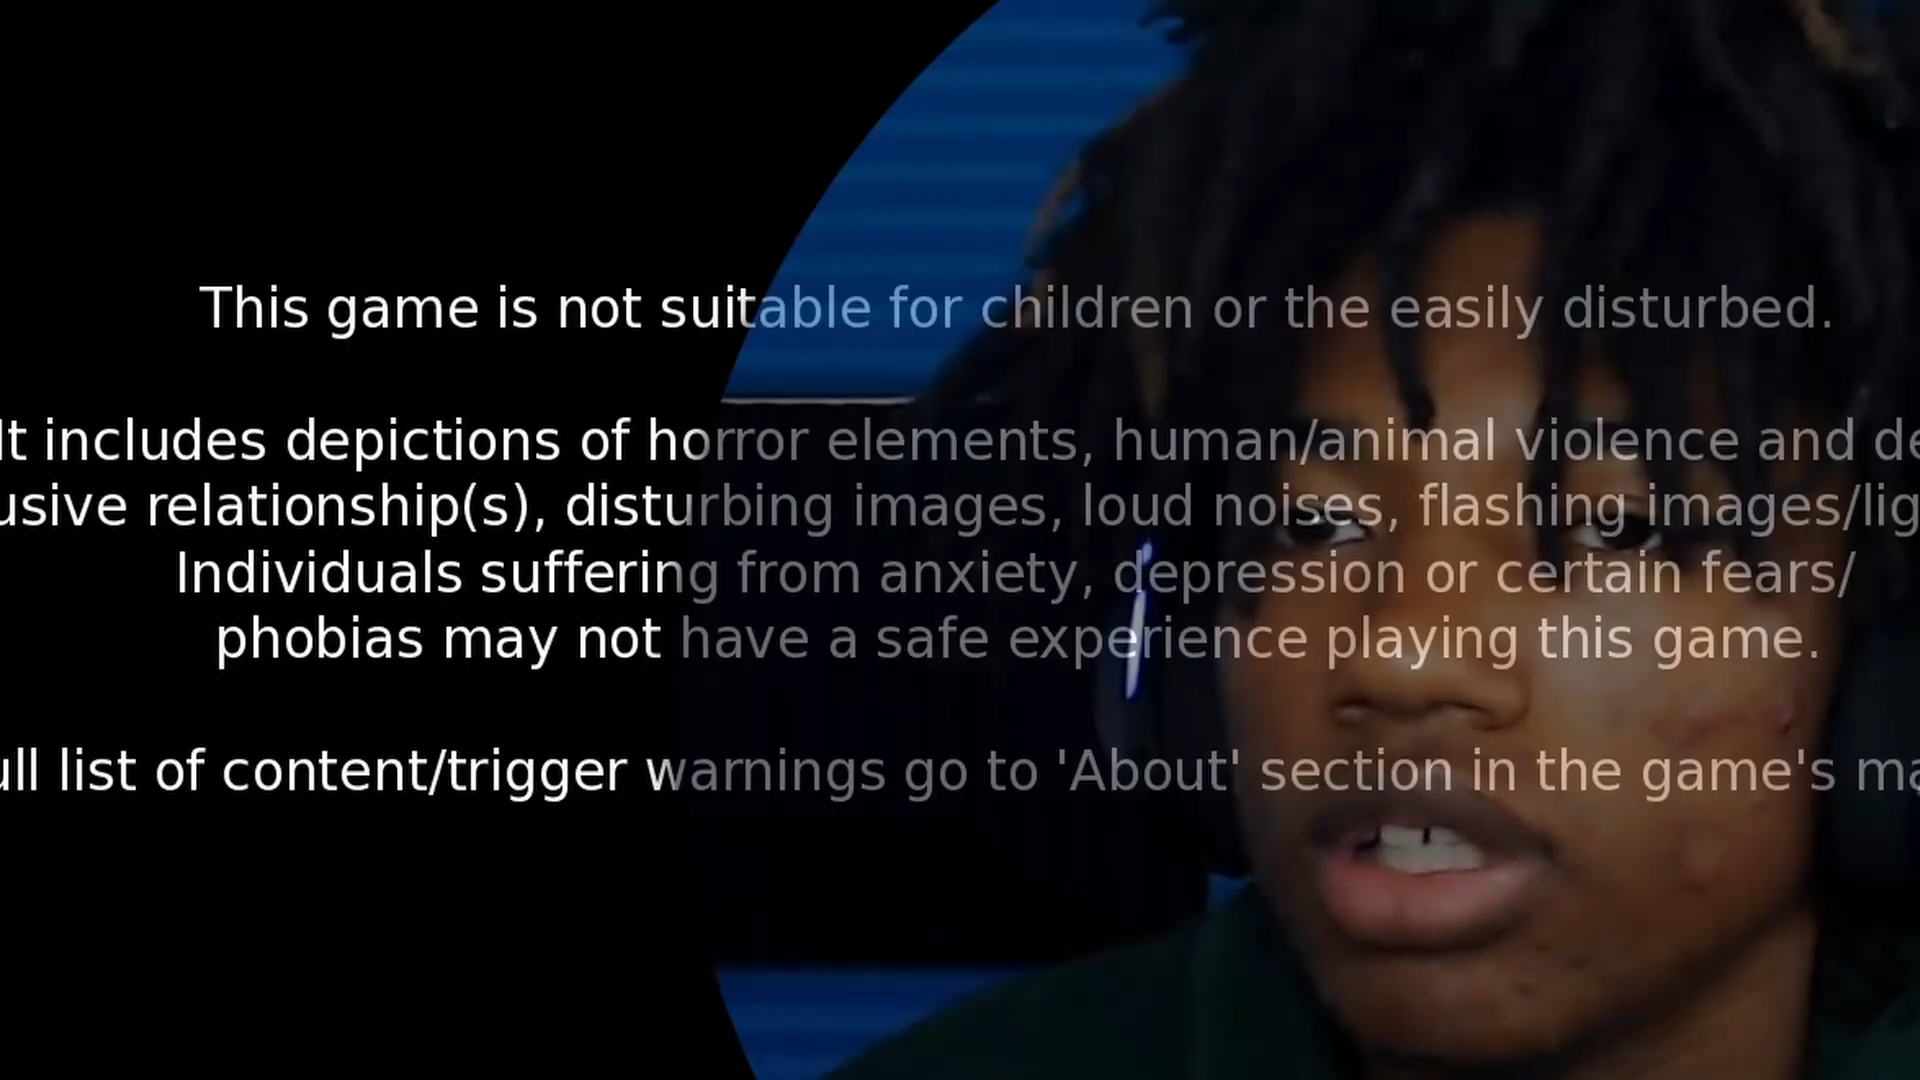 This game is not suitable for children or the easily disturbed.
It includes depictions of horror elements, human/animal violence and de
usive relationship(s), disturbing images, loud noises, flashing images/lig
Individuals suffering from anxiety, depression or certain fears/
phobias may not have a safe experience playing this game.
ull list of content/trigger warnings go to 'About' section in the game's ma